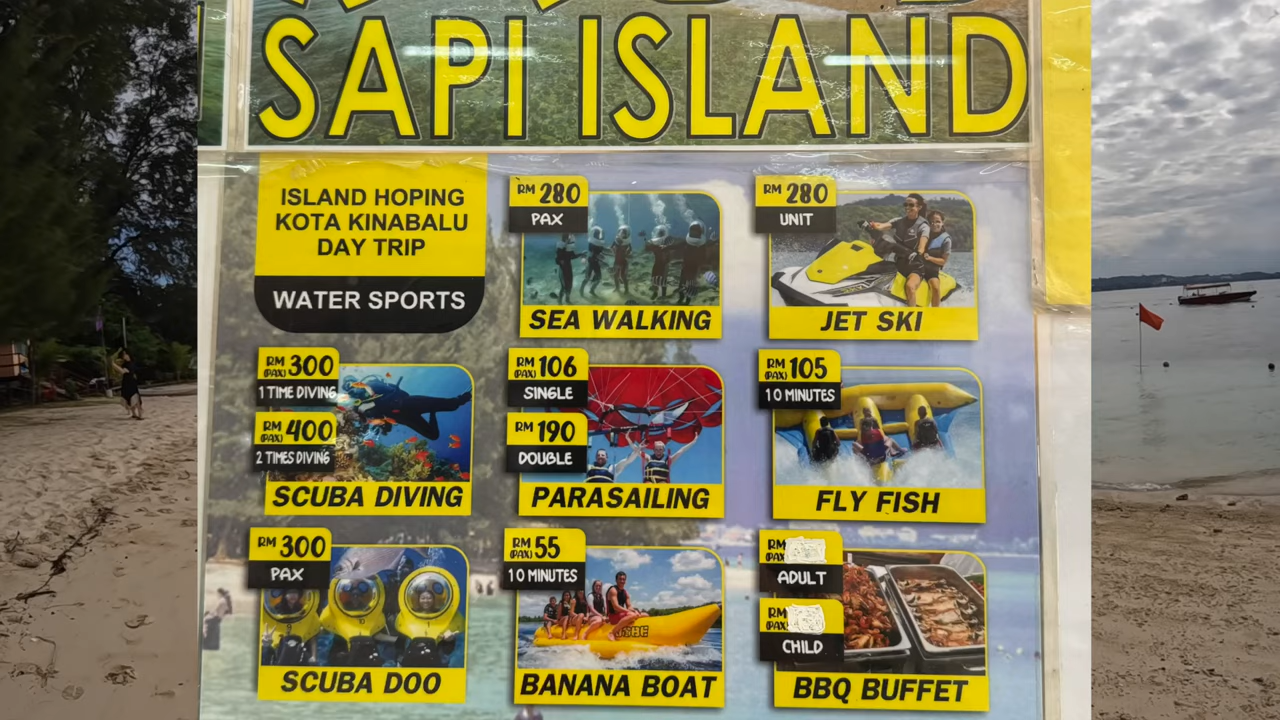 SAPI ISLAND
ISLAND HOPING
KOTA KINABALU
DAY TRIP
WATER SPORTS
RM 280
PAX
SEA WALKING
RM 280
UNIT
JET SKI
RM (PAX) 300
1 TIME DIVING
RM (PAX) 400
2 TIMES DIVING
SCUBA DIVING
RM (PAX) 106
SINGLE
RM (PAX) 190
DOUBLE
PARASAILING
RM (PAX) 105
10 MINUTES
FLY FISH
RM 300
PAX
SCUBA DOO
RM (PAX) 55
10 MINUTES
BANANA BOAT
RM (PAX)
ADULT
RM (PAX)
CHILD
BBQ BUFFET